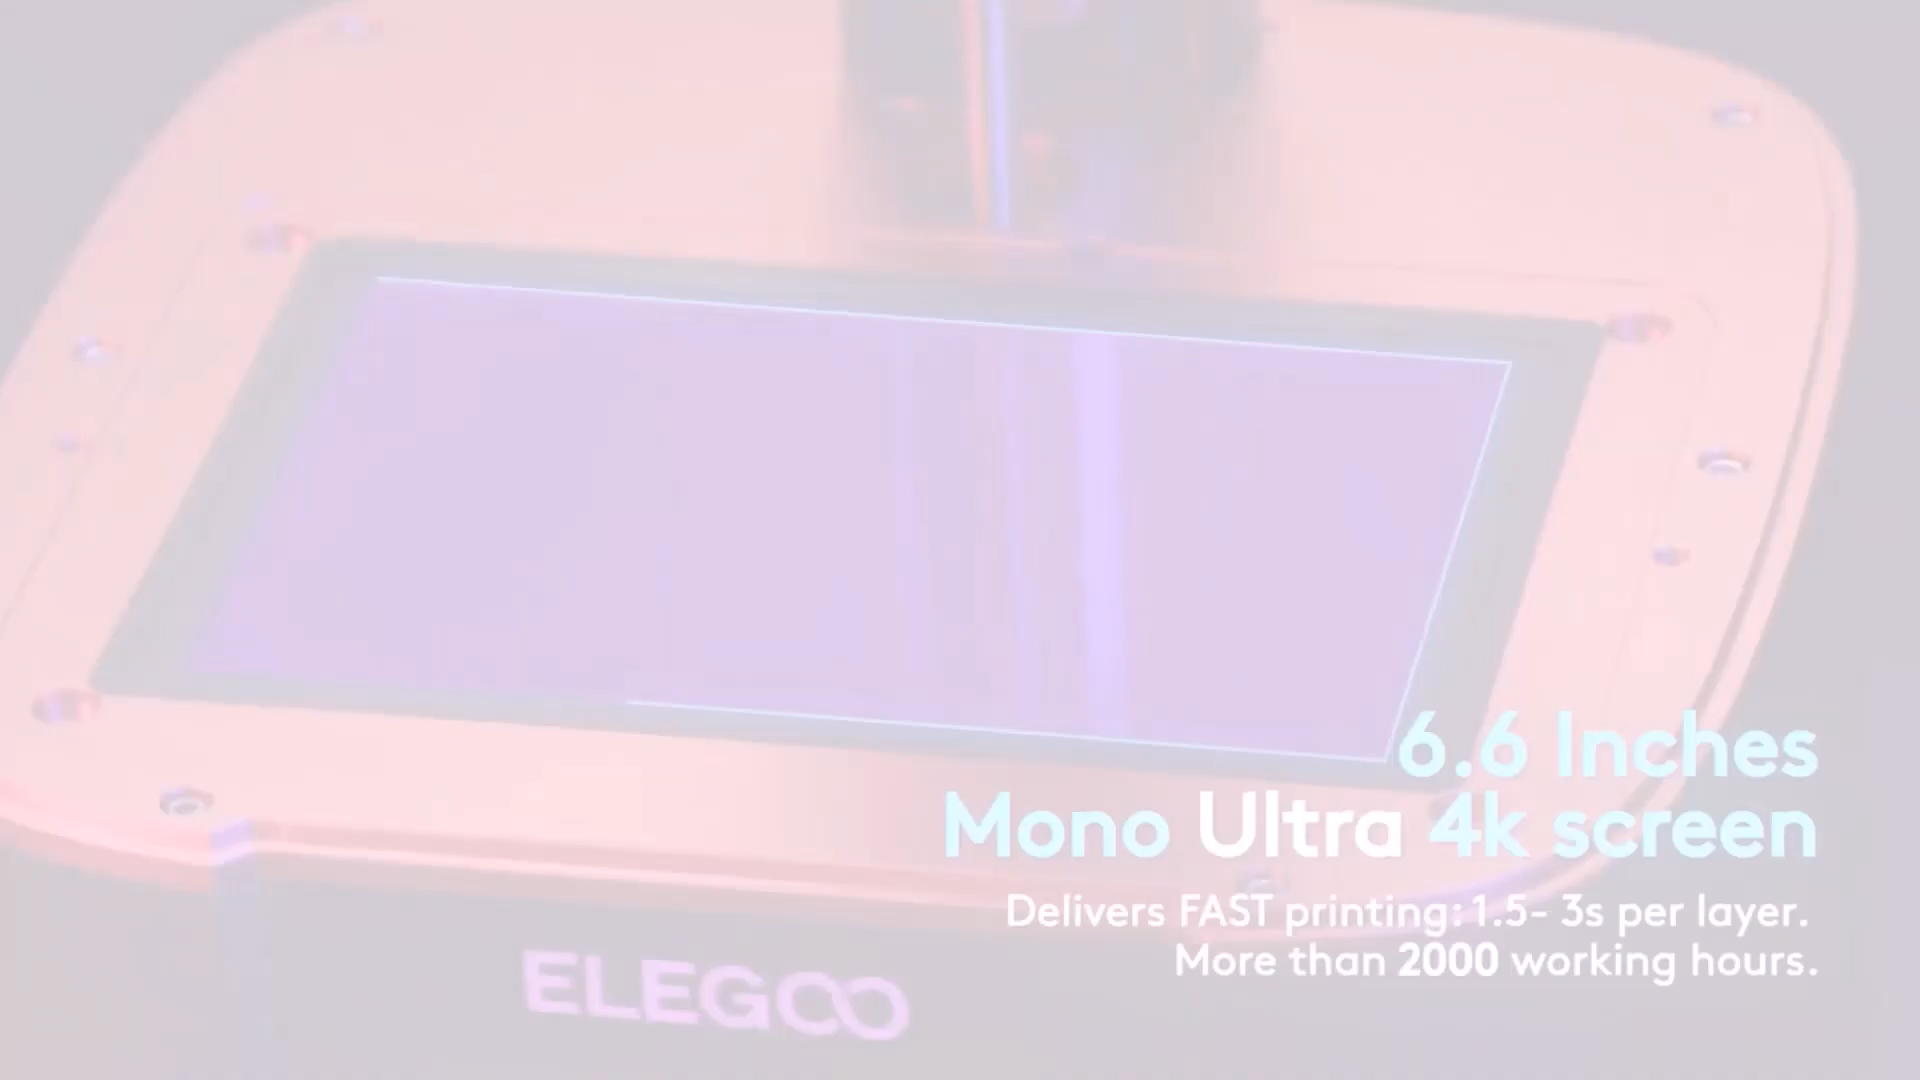 6.6 Inches
Mono Ultra 4k screen
Delivers FAST printing: 1.5- 3s per layer.
More than 2000 working hours.
ELEGOO